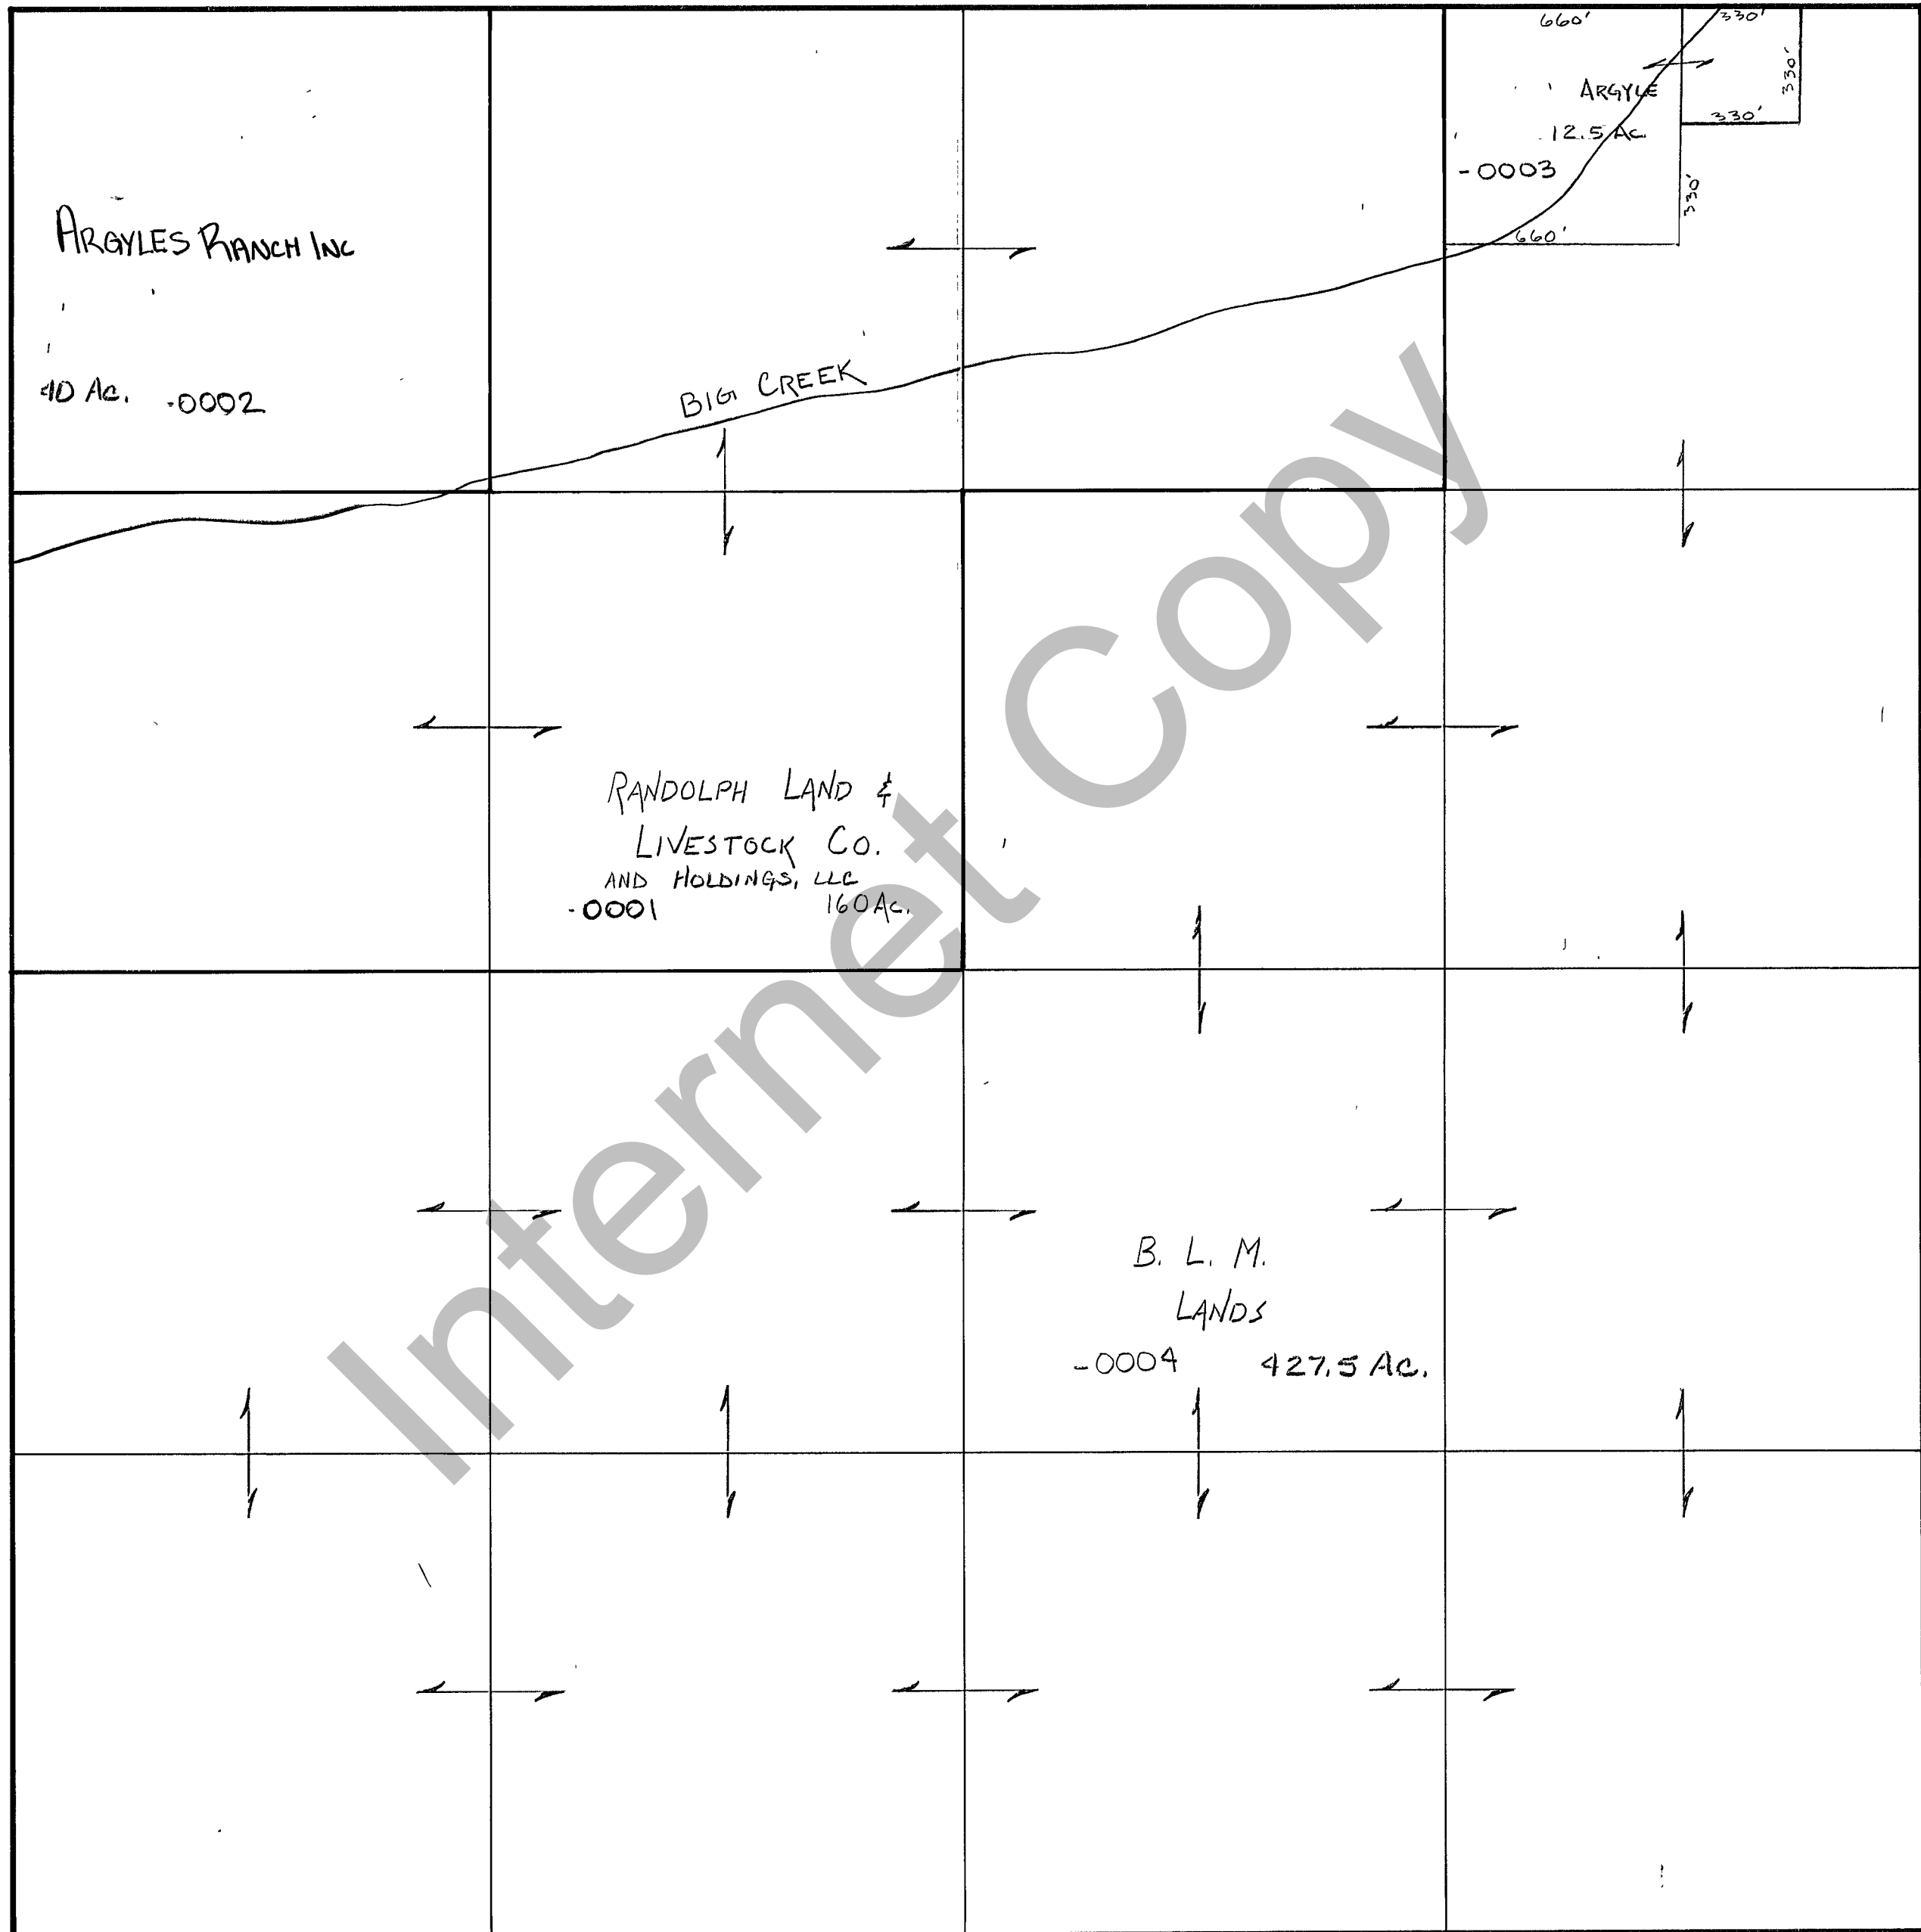 660'
330'
ARGYLE
12.5 Ac.
-0003
330'
330'
330'
660'
ARGYLES RANCH INC
40 Ac. -0002
BIG CREEK
RANDOLPH LAND &
LIVESTOCK CO.
AND HOLDINGS, LLC
-0001 160 Ac.
B. L. M.
LANDS
-0004 427.5 Ac.
Internet Copy